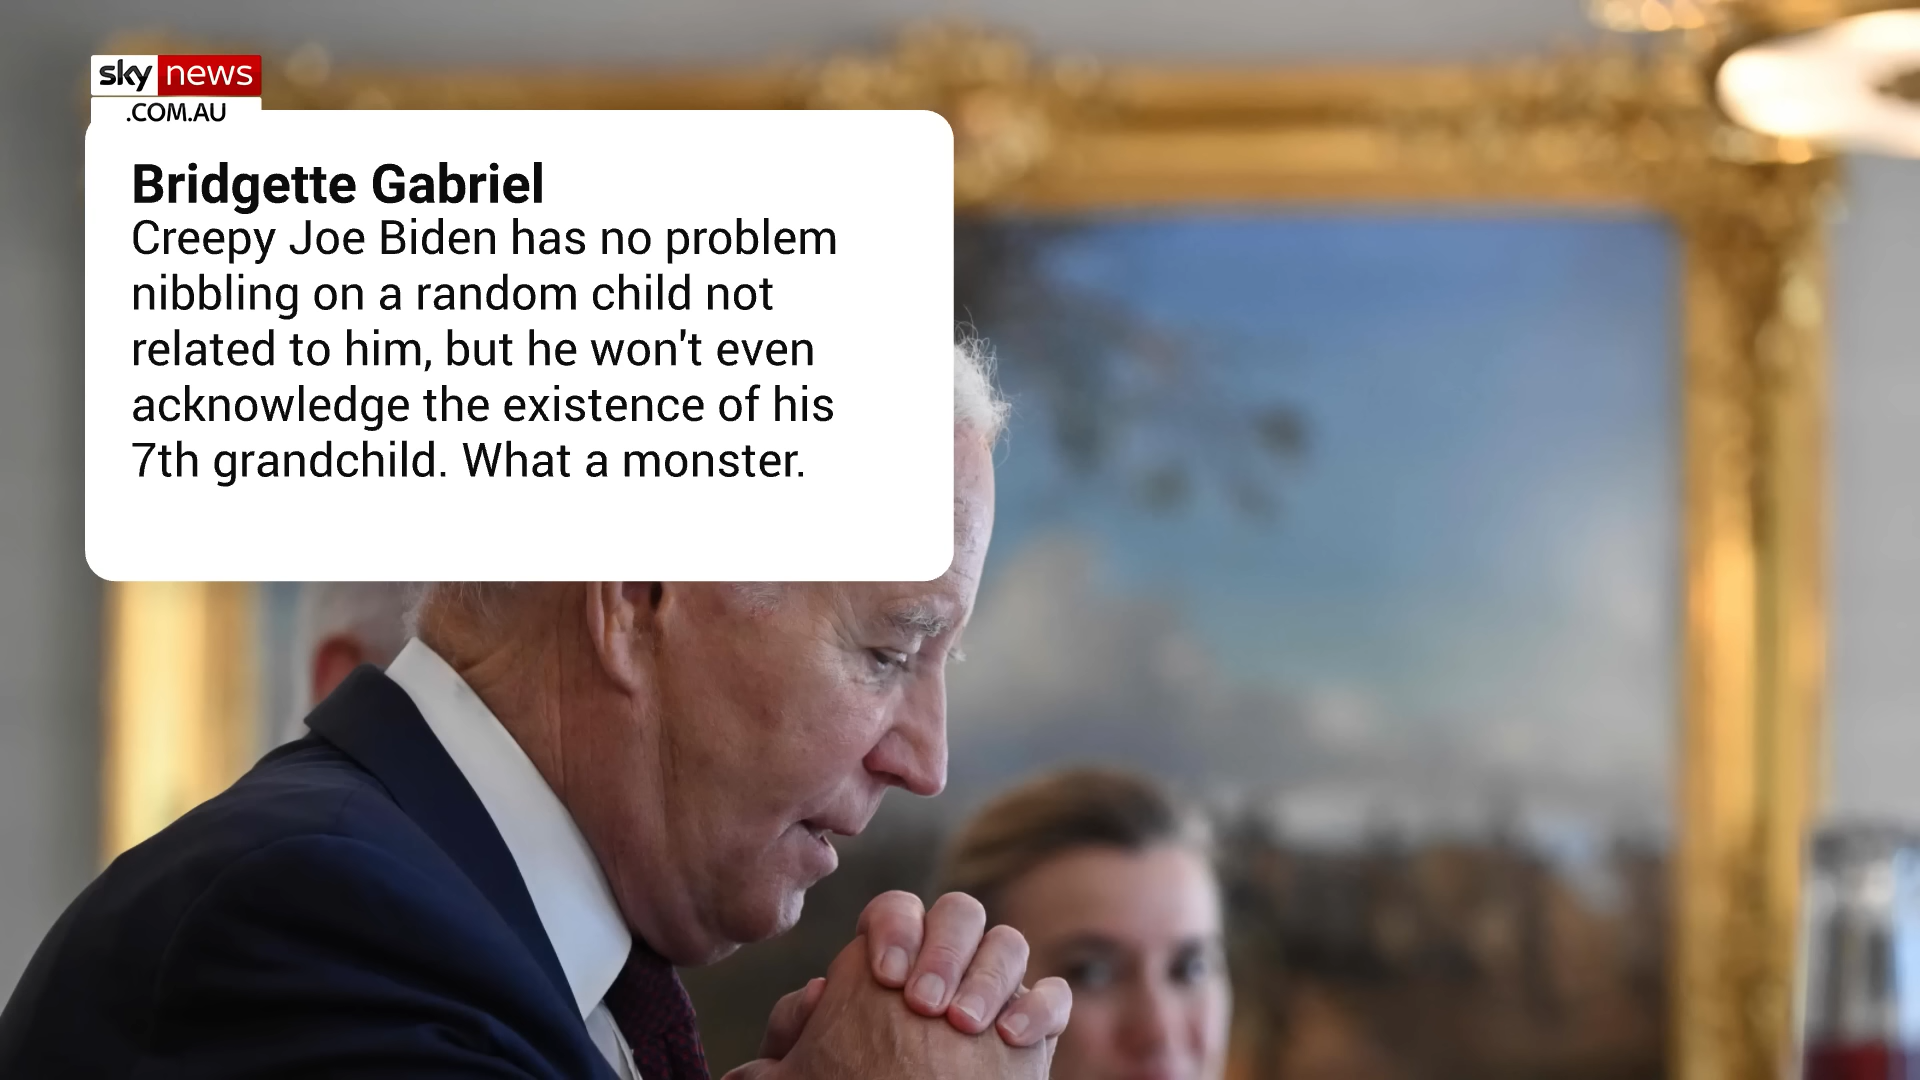 sky news
.COM.AU
Bridgette Gabriel
Creepy Joe Biden has no problem
nibbling on a random child not
related to him, but he won't even
acknowledge the existence of his
7th grandchild. What a monster.